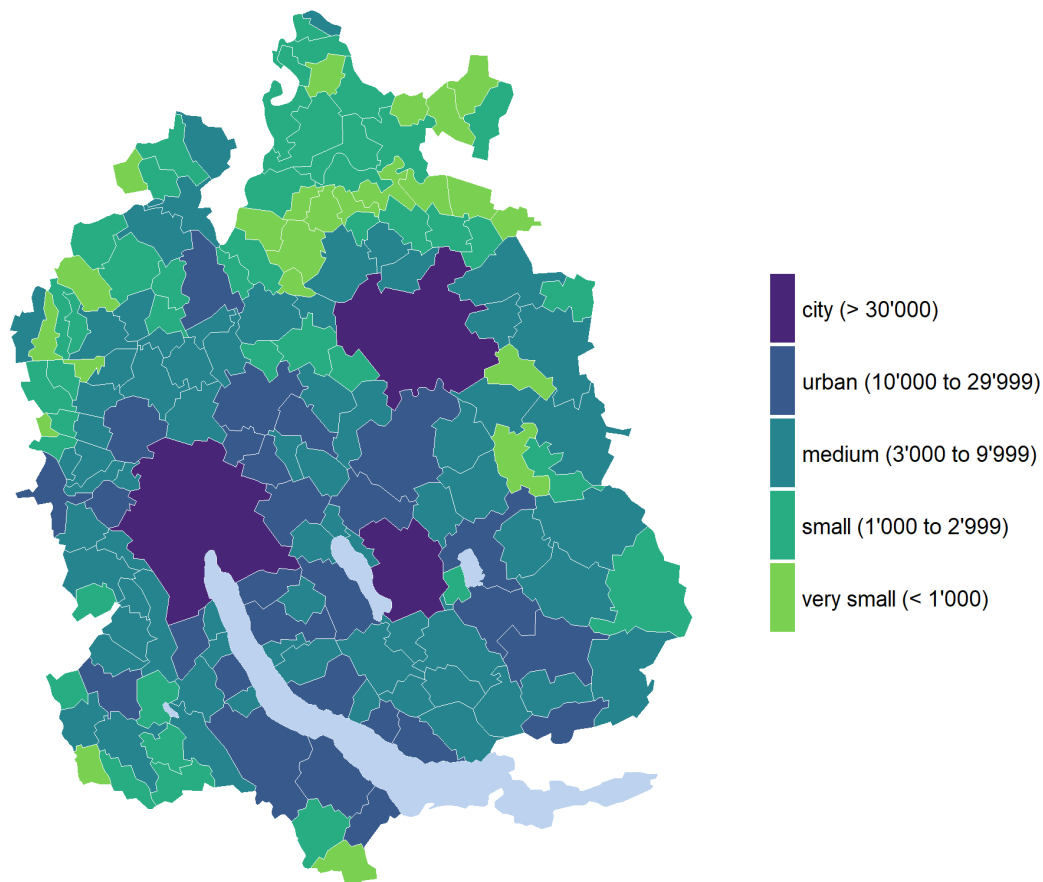 city (> 30'000)
urban (10'000 to 29'999)
medium (3'000 to 9'999)
small (1'000 to 2'999)
very small (< 1'000)